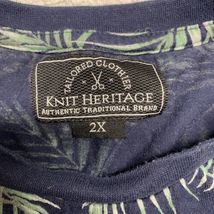 TAILORED CLOTHIER
KNIT HERITAGE
AUTHENTIC TRADITIONAL BRAND
2X